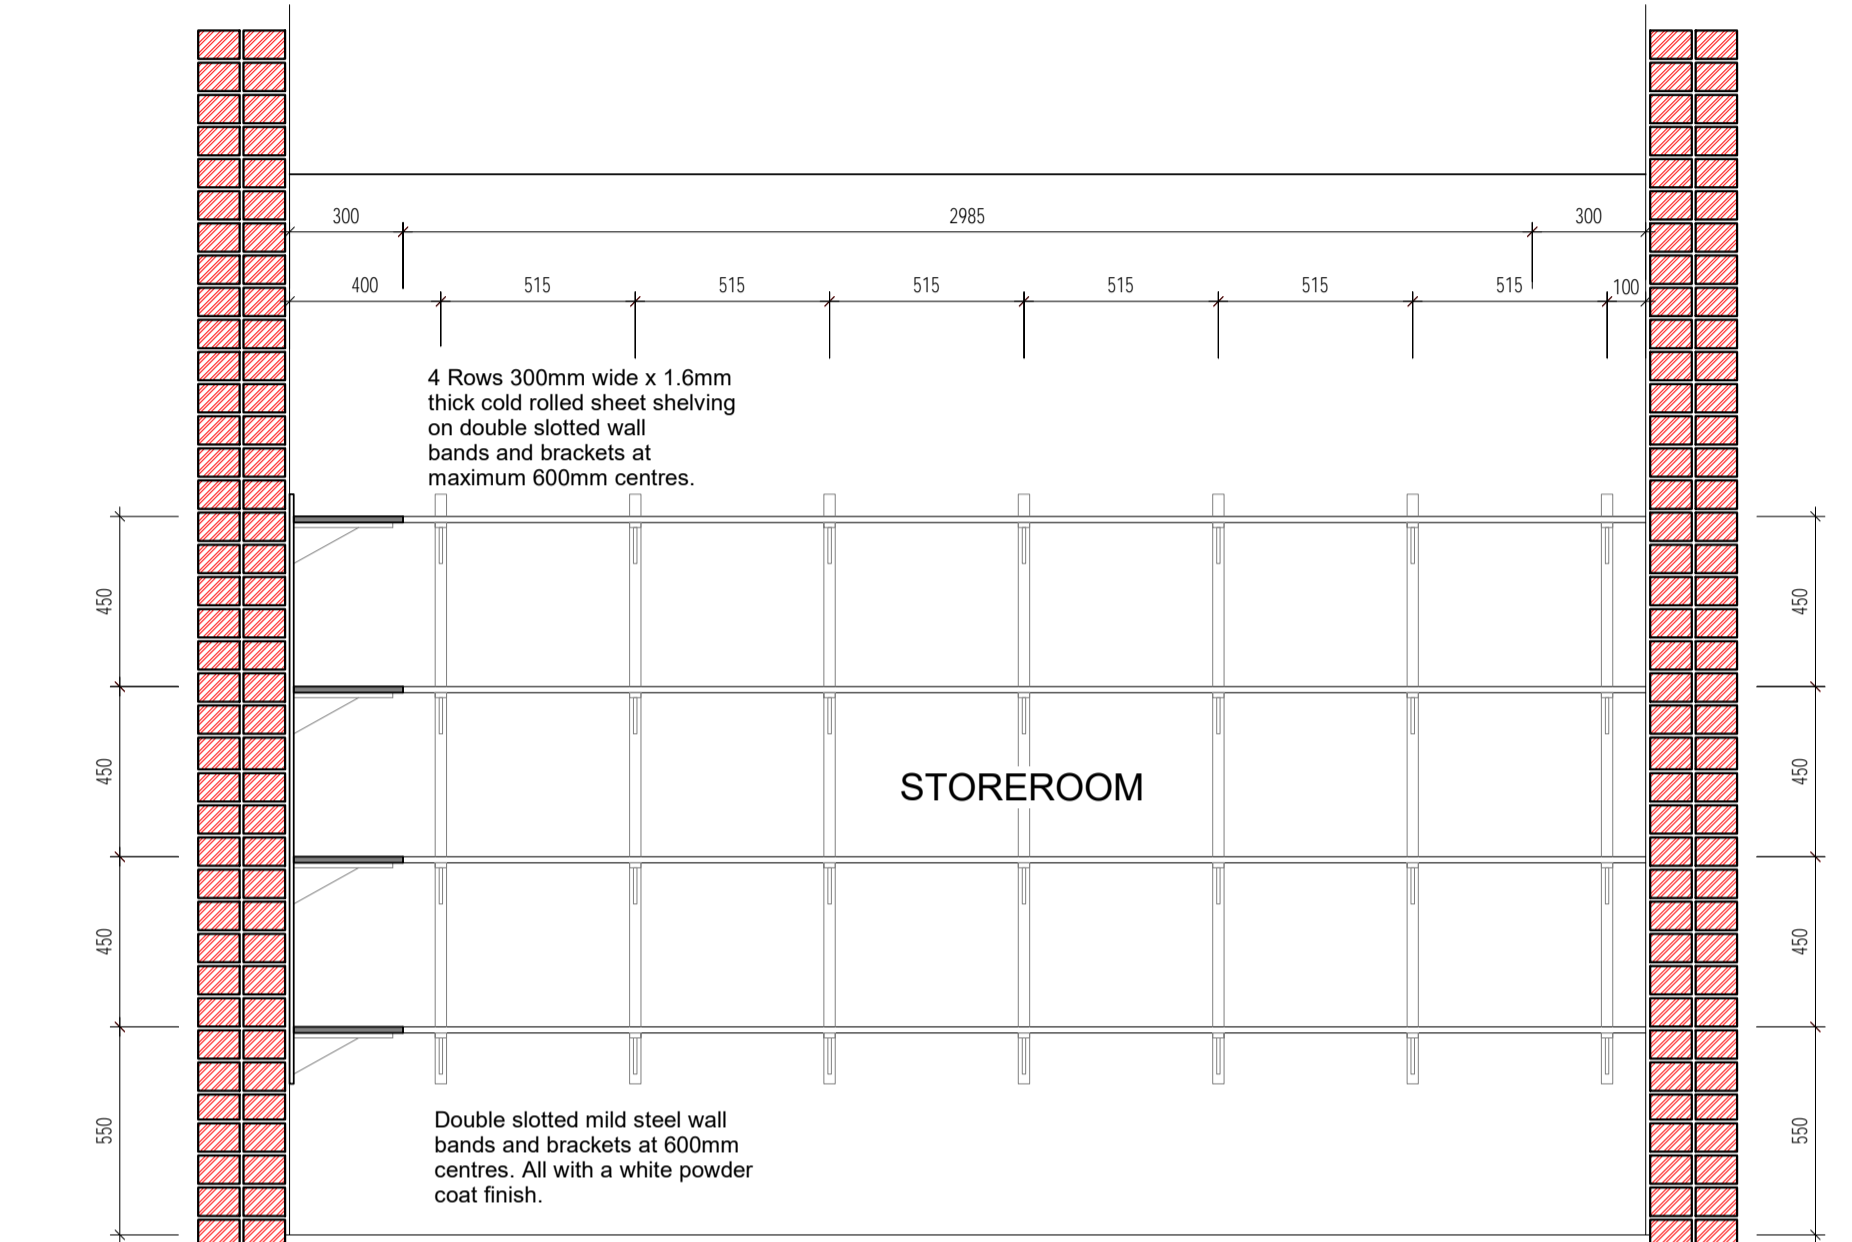 300 2985 300
400 515 515 515 515 515 515 100
4 Rows 300mm wide x 1.6mm
thick cold rolled sheet shelving
on double slotted wall
bands and brackets at
maximum 600mm centres.
450 450
450 450
STOREROOM
450 450
550 550
Double slotted mild steel wall
bands and brackets at 600mm
centres. All with a white powder
coat finish.